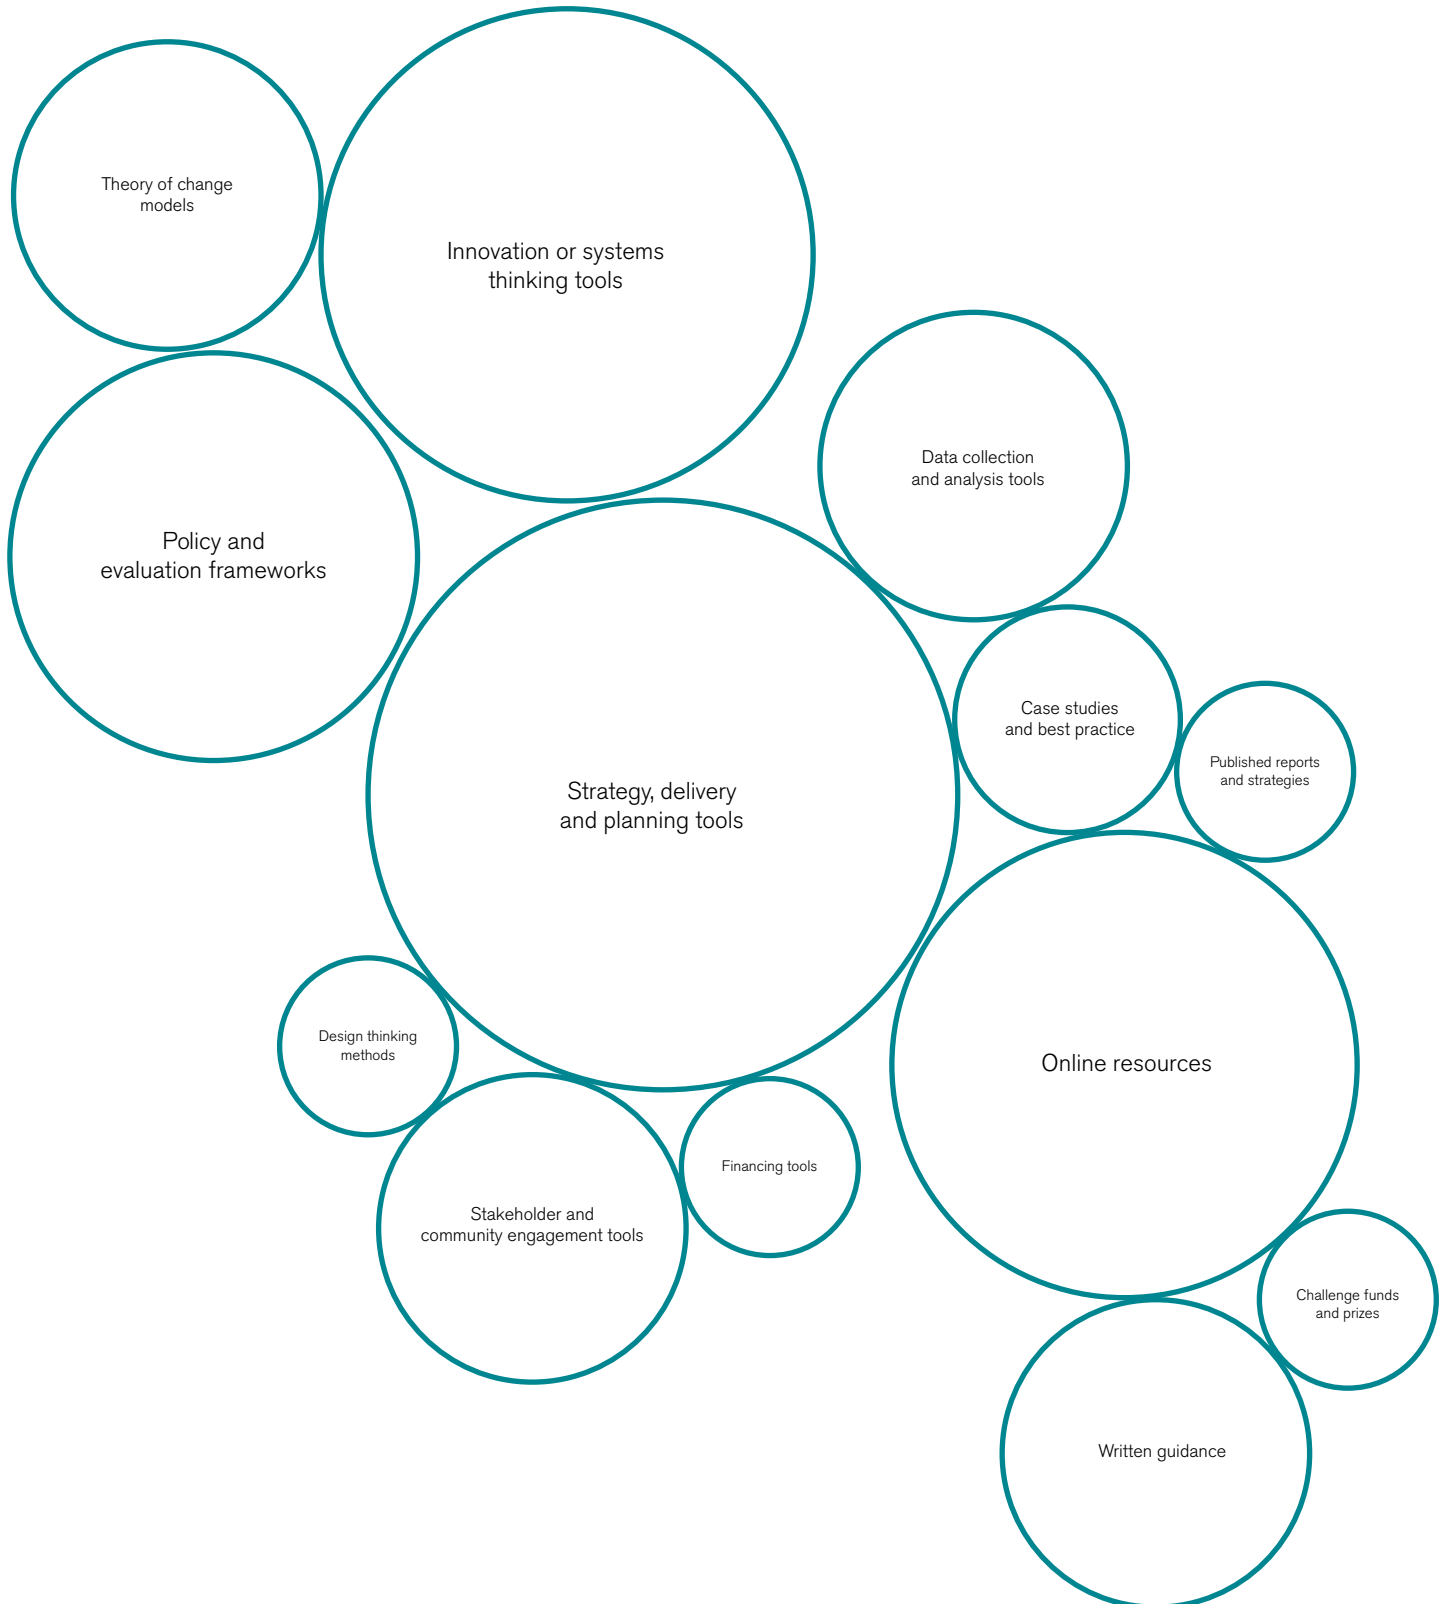 Theory of change
models
Innovation or systems
thinking tools
Data collection
and analysis tools
Policy and
evaluation frameworks
Case studies
and best practice
Published reports
and strategies
Strategy, delivery
and planning tools
Design thinking
methods
Online resources
Financing tools
Stakeholder and
community engagement tools
Challenge funds
and prizes
Written guidance